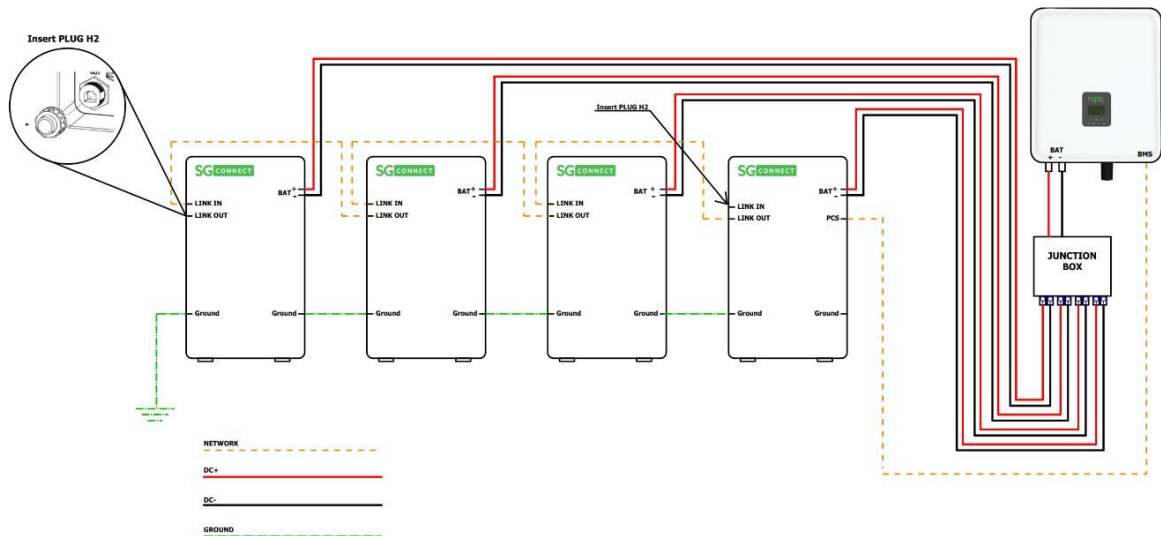 Insert PLUG H2
OUT
SG CONNECT
BAT
+
-
LINK IN
LINK OUT
Ground
Ground
SG CONNECT
BAT
+
-
LINK IN
LINK OUT
Ground
Ground
SG CONNECT
BAT
+
-
LINK IN
LINK OUT
Ground
Ground
Insert PLUG H2
SG CONNECT
BAT
+
-
LINK IN
LINK OUT
PCS
Ground
Ground
BAT
+ -
BMS
JUNCTION
BOX
NETWORK
DC+
DC-
GROUND